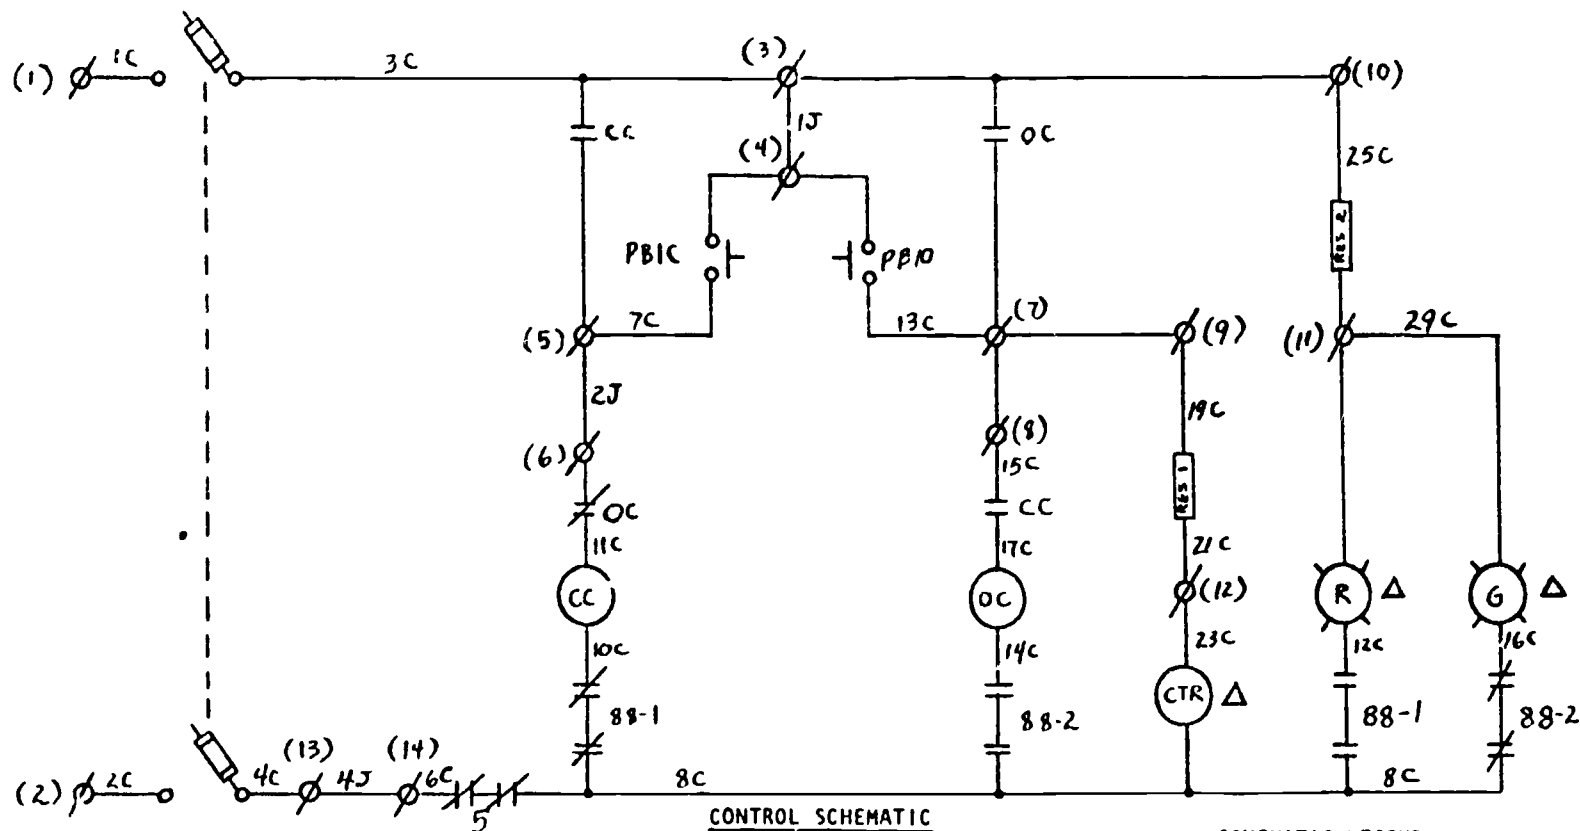 (1) 1C 3C (3) (10)
CC 1J OC
(4) 25C
RES 2
PB1C PB1O
(5) 7C 13C (7) (9) (11) 29C
2J 19C
(6) (8)
15C RES 1
OC CC
11C 17C 21C
CC OC (12) R Δ G Δ
10C 14C 23C 12C 16C
CTR Δ
88-1 88-2 88-1 88-2
(2) 2C 4C (13) 4J (14) 6C 5 8C 8C
CONTROL SCHEMATIC